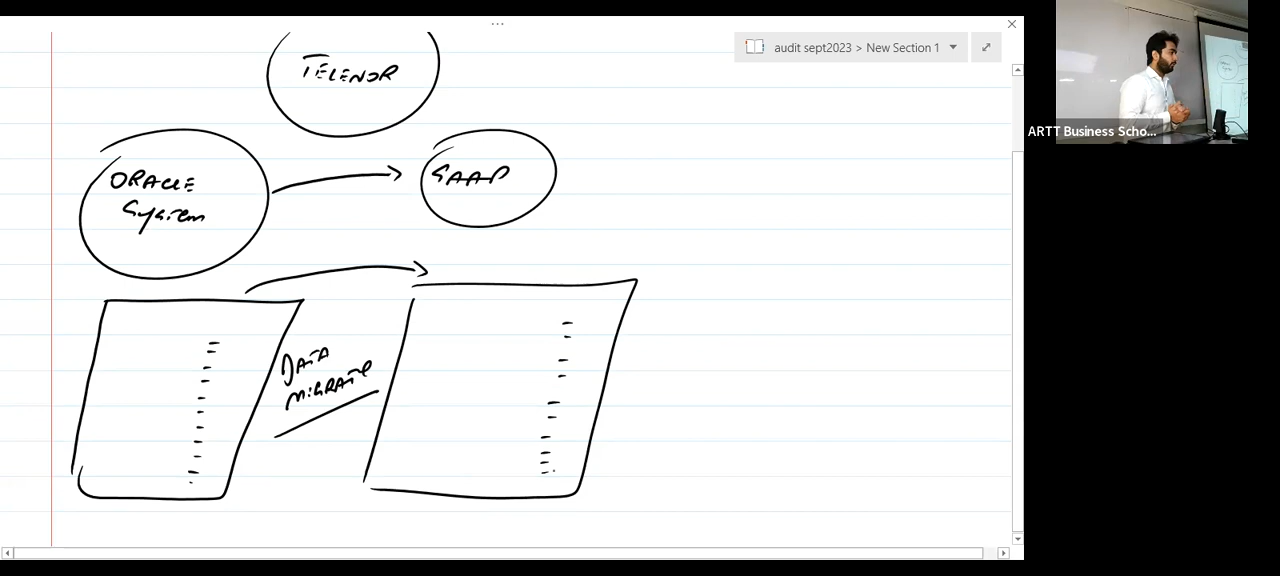 audit sept2023 > New Section 1
TELENOR
ORACLE
System
SAAP
DATA
MIGRATE
ARTT Business Scho...